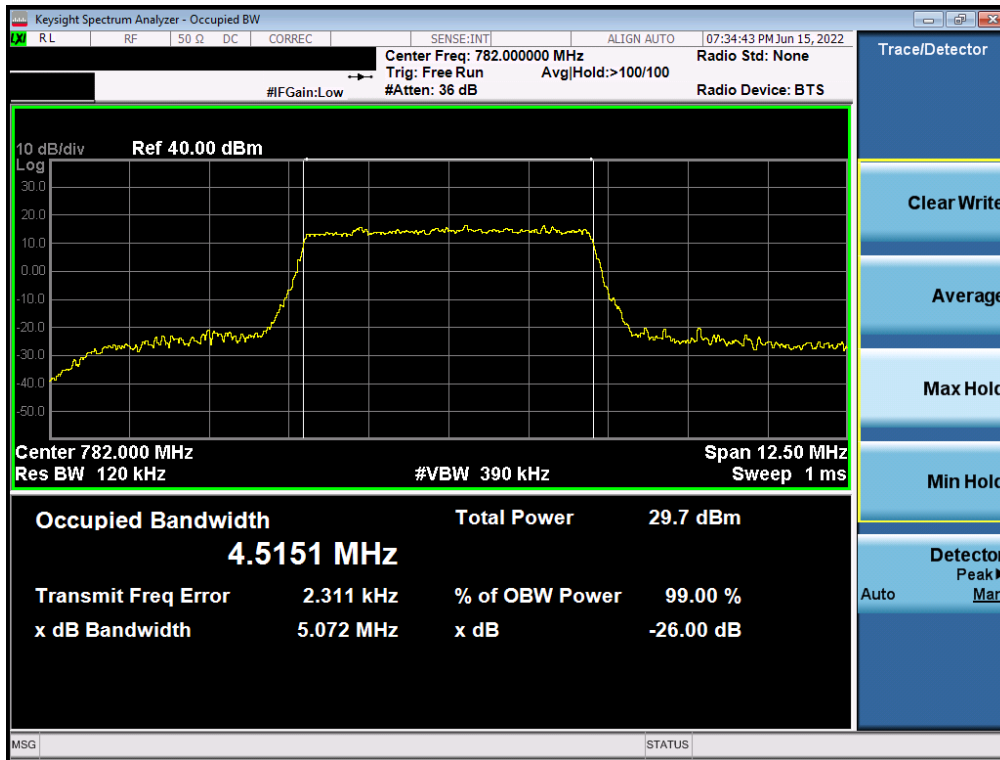 Keysight Spectrum Analyzer - Occupied BW
LXI RL RF 50 Ω DC CORREC SENSE:INT ALIGN AUTO 07:34:43 PM Jun 15, 2022
Center Freq: 782.000000 MHz Radio Std: None
Trig: Free Run Avg|Hold:>100/100
#IFGain:Low #Atten: 36 dB Radio Device: BTS
10 dB/div Ref 40.00 dBm
Log
30.0
20.0
10.0
0.00
-10.0
-20.0
-30.0
-40.0
-50.0
Center 782.000 MHz Span 12.50 MHz
Res BW 120 kHz #VBW 390 kHz Sweep 1 ms
Occupied Bandwidth Total Power 29.7 dBm
4.5151 MHz
Transmit Freq Error 2.311 kHz % of OBW Power 99.00 %
x dB Bandwidth 5.072 MHz x dB -26.00 dB
MSG STATUS
Trace/Detector
Clear Write
Average
Max Hold
Min Hold
Detector
Peak
Auto Man